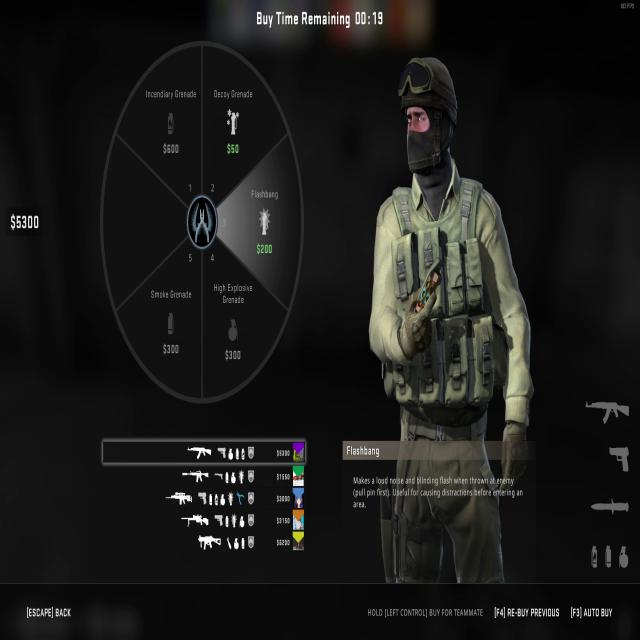 Buy Time Remaining 00:19
Incendiary Grenade
$600
Decoy Grenade
$50
1
2
Flashbang
$200
$5300
5
4
Smoke Grenade
$300
High Explosive
Grenade
$300
$5300
$1550
$3000
$3150
$5200
Flashbang
Makes a loud noise and blinding flash when thrown at enemy
(pull pin first). Useful for causing distractions before entering an
area.
[ESCAPE] BACK
HOLD [LEFT CONTROL] BUY FOR TEAMMATE
[F4] RE-BUY PREVIOUS
[F3] AUTO BUY